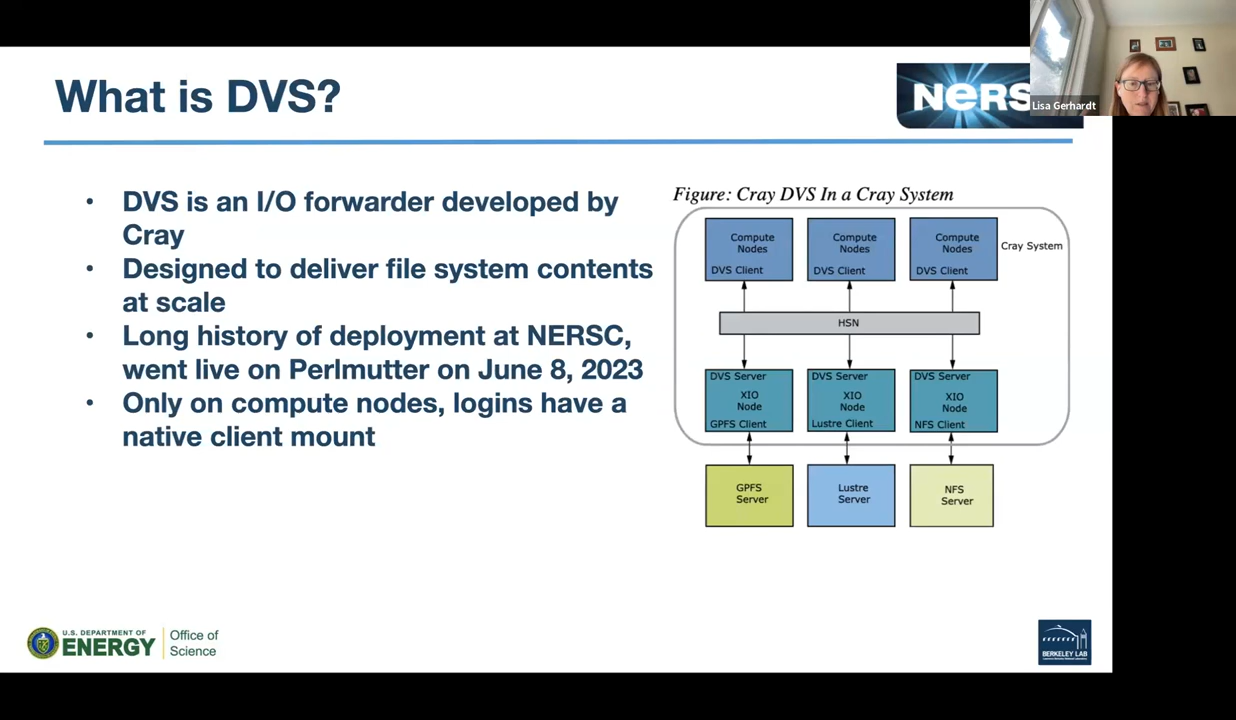 What is DVS?
NERS
Lisa Gerhardt
• DVS is an I/O forwarder developed by
Cray
• Designed to deliver file system contents
at scale
• Long history of deployment at NERSC,
went live on Perlmutter on June 8, 2023
• Only on compute nodes, logins have a
native client mount
Figure: Cray DVS In a Cray System
Compute
Nodes
DVS Client
Compute
Nodes
DVS Client
Compute
Nodes
DVS Client
Cray System
HSN
DVS Server
XIO
Node
GPFS Client
DVS Server
XIO
Node
Lustre Client
DVS Server
XIO
Node
NFS Client
GPFS
Server
Lustre
Server
NFS
Server
U.S. DEPARTMENT OF
ENERGY
Office of
Science
BERKELEY LAB